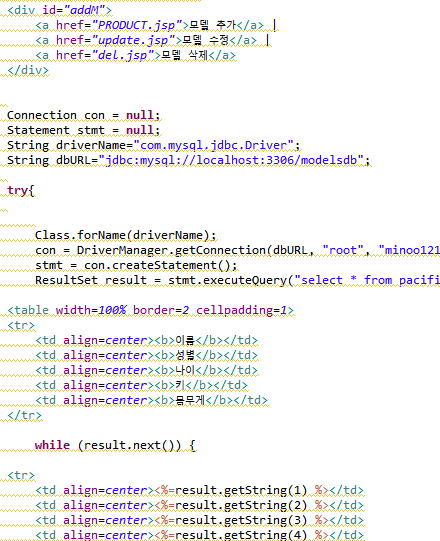 <div id="addM">
<a href="PRODUCT.jsp">모델 추가</a> |
<a href="update.jsp">모델 수정</a> |
<a href="del.jsp">모델 삭제</a>
</div>
Connection con = null;
Statement stmt = null;
String driverName="com.mysql.jdbc.Driver";
String dbURL="jdbc:mysql://localhost:3306/modelsdb";
try{
Class.forName(driverName);
con = DriverManager.getConnection(dbURL, "root", "minoo121
stmt = con.createStatement();
ResultSet result = stmt.executeQuery("select * from pacifi
<table width=100% border=2 cellpadding=1>
<tr>
<td align=center><b>이름</b></td>
<td align=center><b>성별</b></td>
<td align=center><b>나이</b></td>
<td align=center><b>키</b></td>
<td align=center><b>몸무게</b></td>
</tr>
while (result.next()) {
<tr>
<td align=center><%=result.getString(1) %></td>
<td align=center><%=result.getString(2) %></td>
<td align=center><%=result.getString(3) %></td>
<td align=center><%=result.getString(4) %></td>